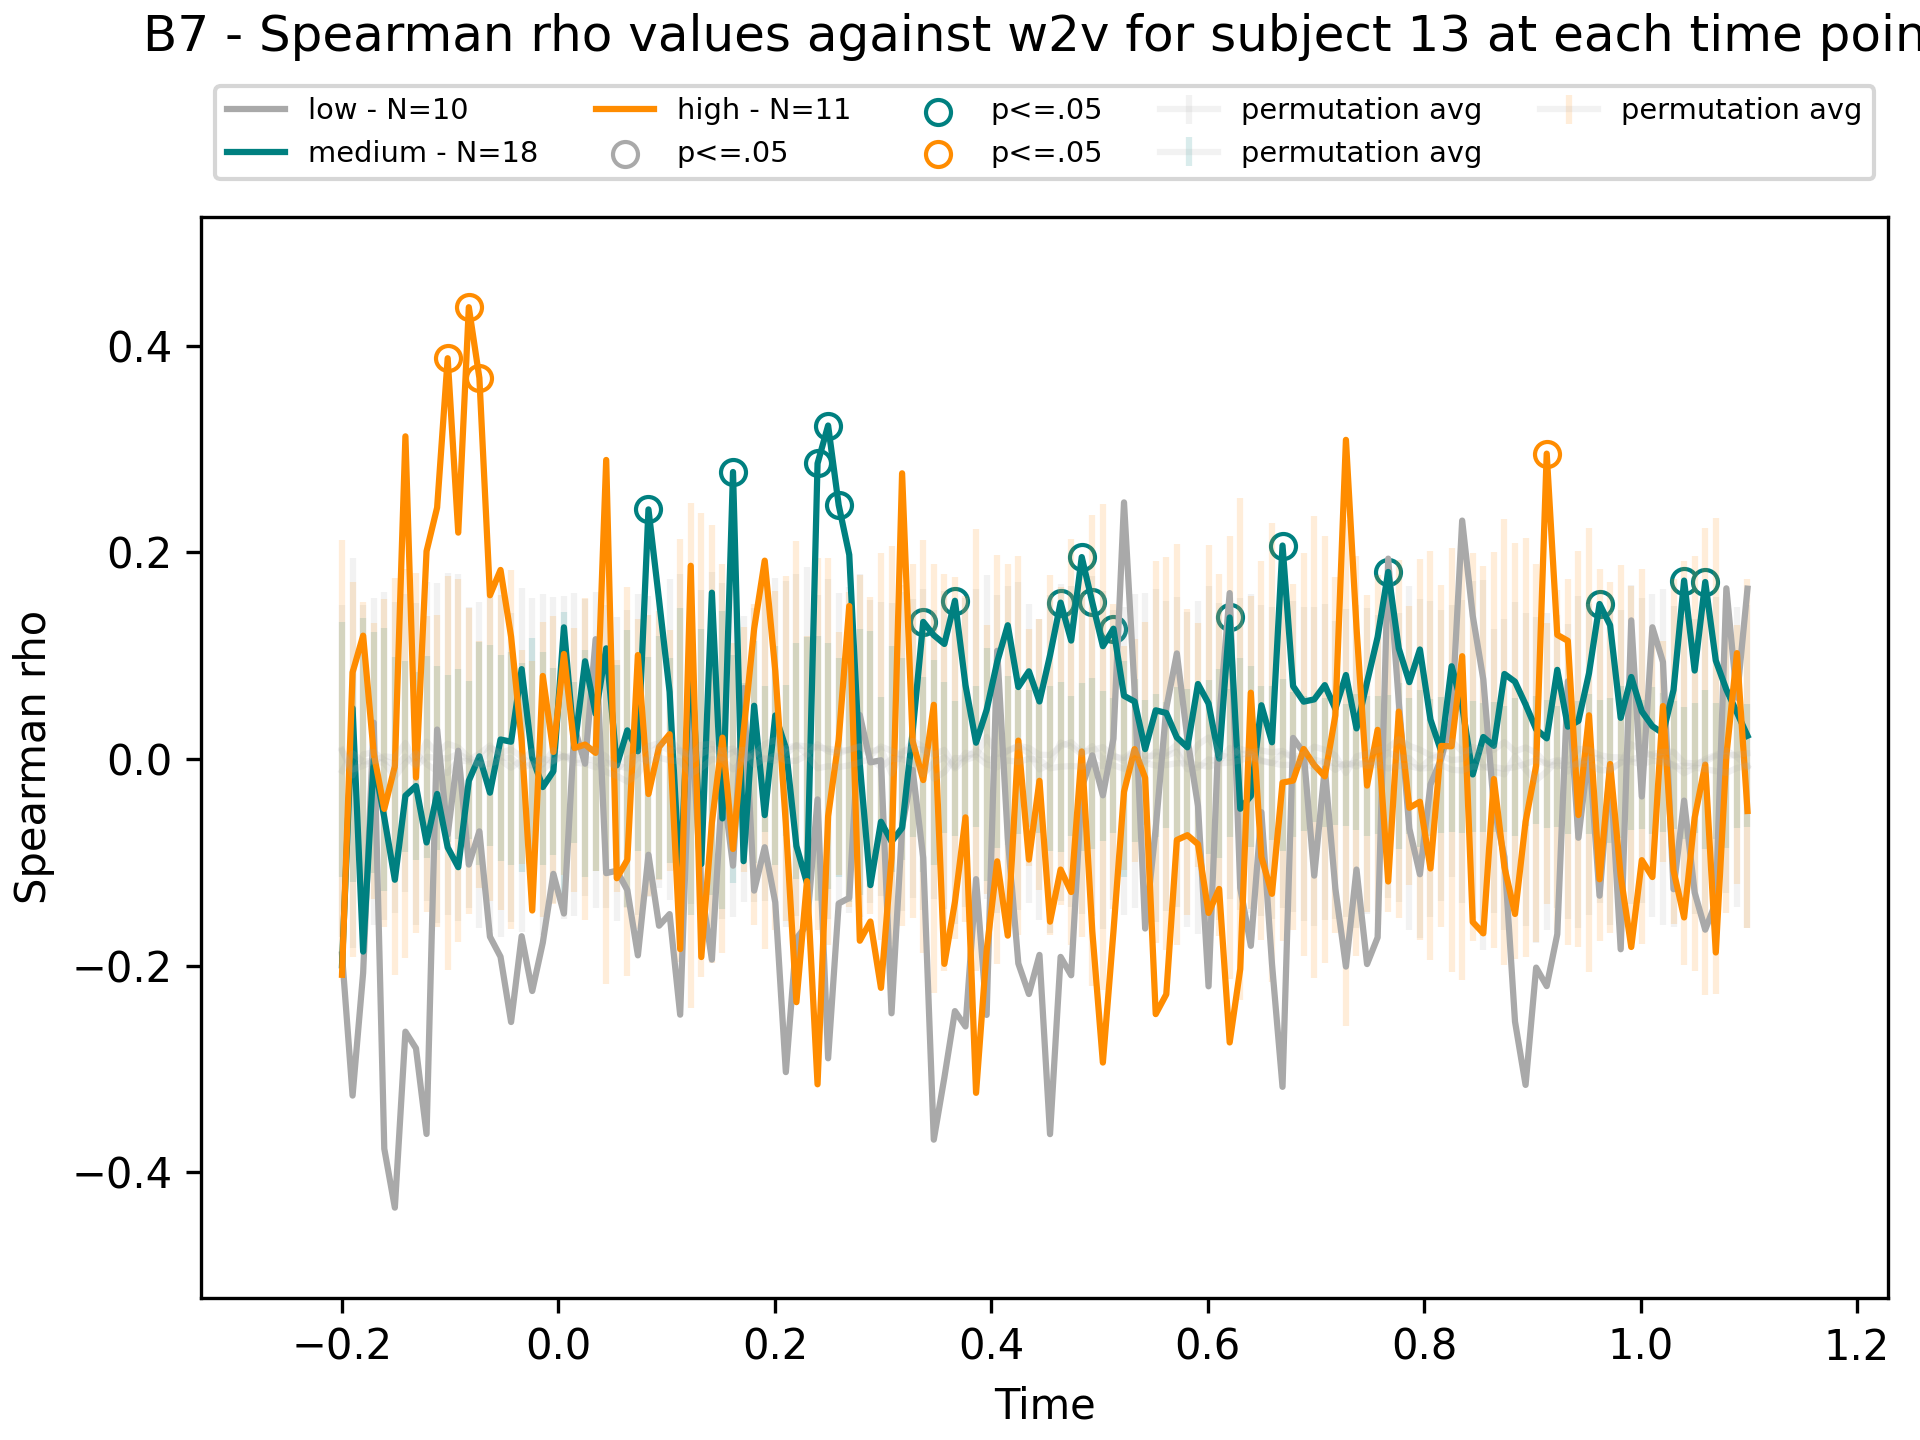 B7 - Spearman rho values against w2v for subject 13 at each time poin
low - N=10
medium - N=18
high - N=11
p<=.05
p<=.05
p<=.05
permutation avg
permutation avg
permutation avg
Spearman rho
0.4
0.2
0.0
−0.2
−0.4
−0.2 0.0 0.2 0.4 0.6 0.8 1.0 1.2
Time